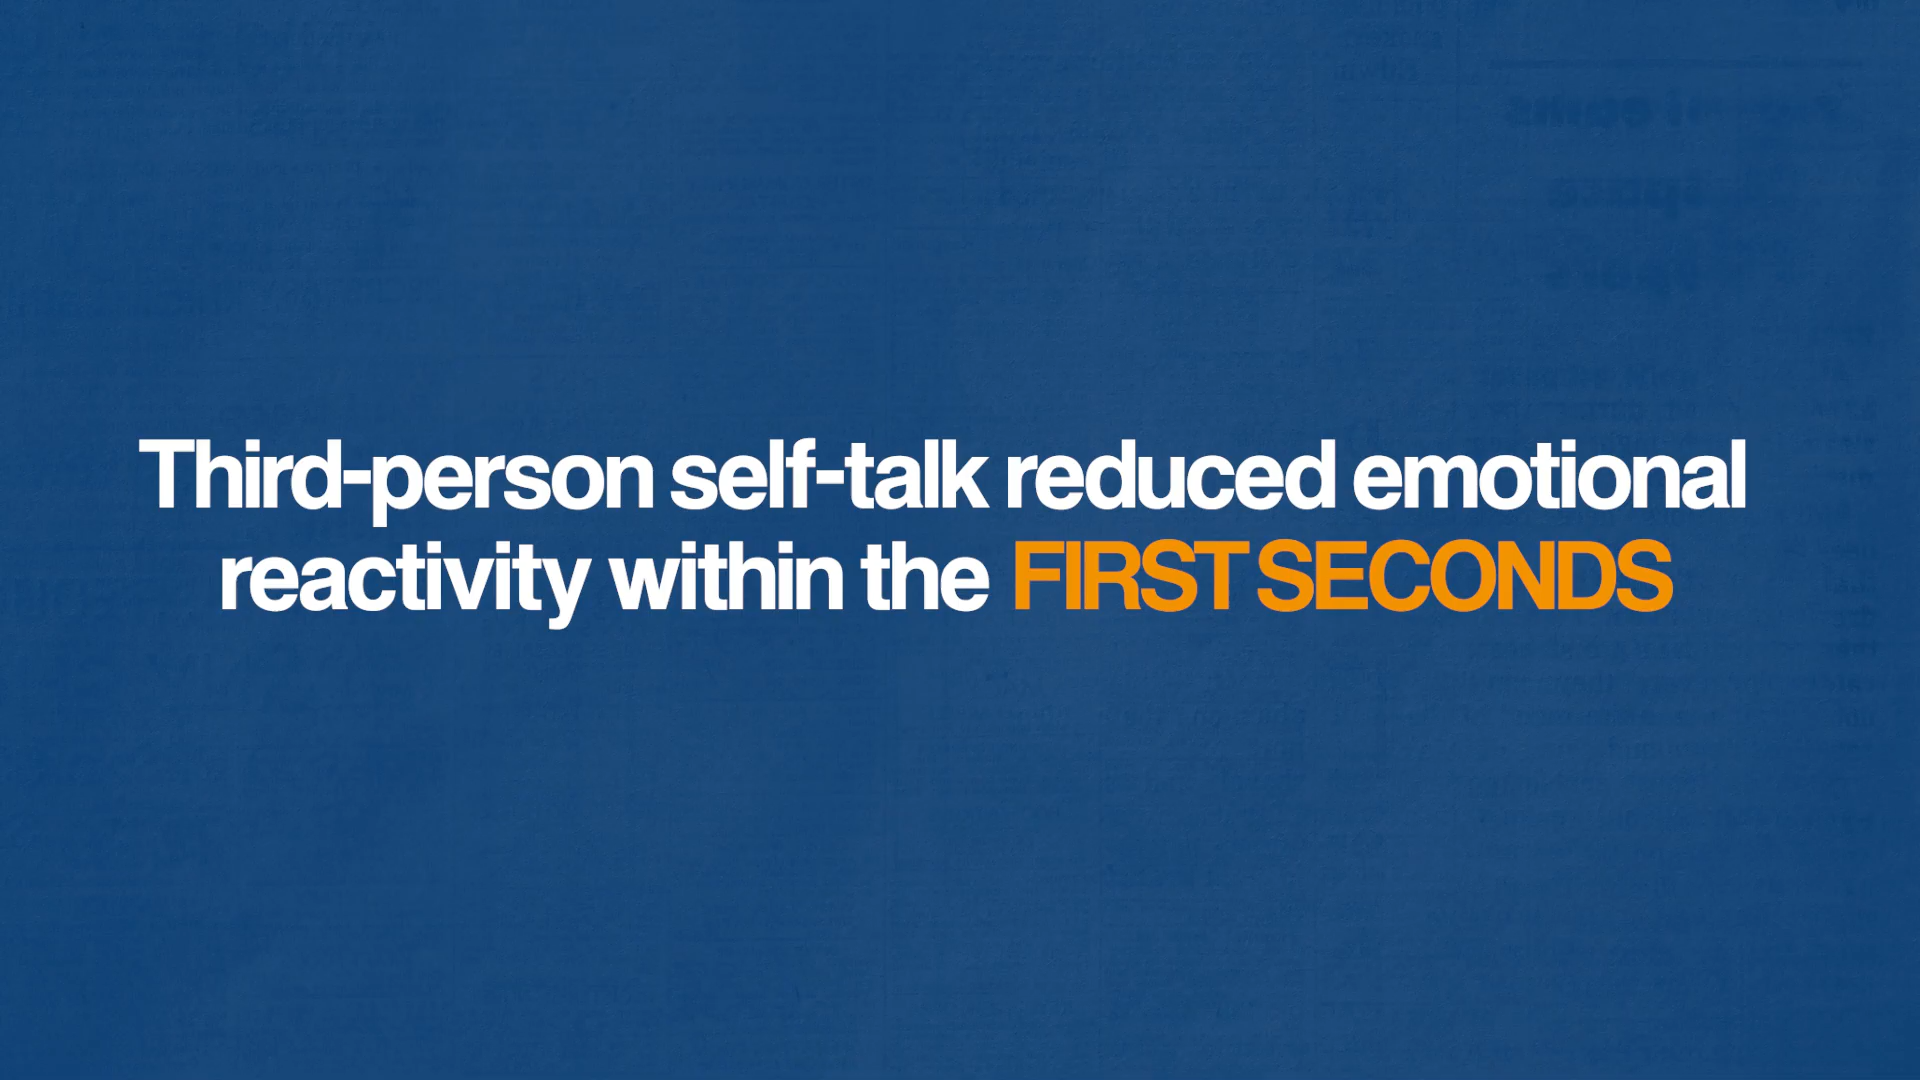 Third-person self-talk reduced emotional
reactivity within the FIRST SECONDS